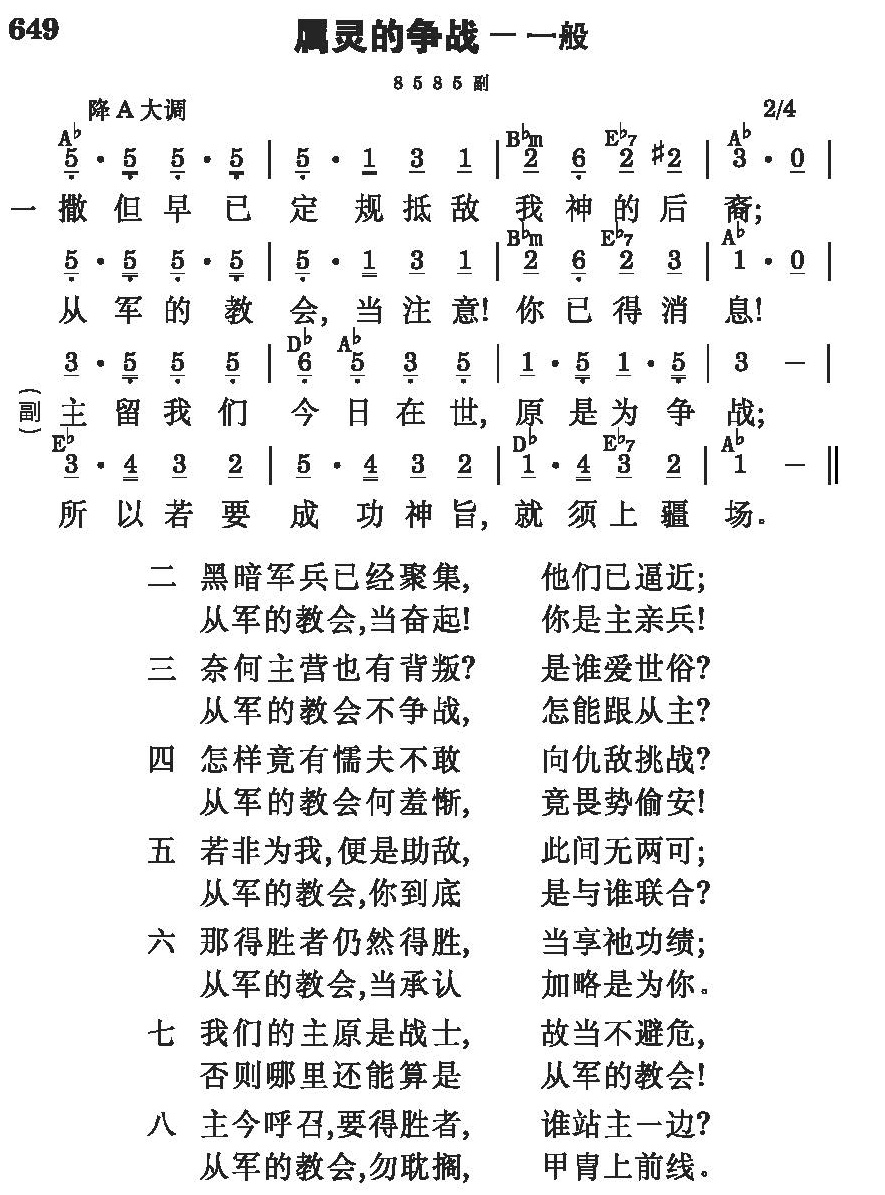 649
属灵的争战 — 一般
8 5 8 5 副
降 A 大调 2/4
A♭ B♭m E♭7 A♭
5 · 5 5 · 5 | 5 · 1 3 1 | 2 6 2 #2 | 3 · 0 |
一 撒但早已 定规抵敌 我神的后 裔;
B♭m E♭7 A♭
5 · 5 5 · 5 | 5 · 1 3 1 | 2 6 2 3 | 1 · 0 |
从军的教 会, 当注意! 你已得消 息!
D♭ A♭
3 · 5 5 5 | 6 5 3 5 | 1 · 5 1 · 5 | 3 — |
(副) 主留我们 今日在世, 原是为争 战;
E♭ D♭ E♭7 A♭
3 · 4 3 2 | 5 · 4 3 2 | 1 · 4 3 2 | 1 — ‖
所以若要 成功神旨, 就须上疆 场。
二 黑暗军兵已经聚集, 他们已逼近;
从军的教会,当奋起! 你是主亲兵!
三 奈何主营也有背叛? 是谁爱世俗?
从军的教会不争战, 怎能跟从主?
四 怎样竟有懦夫不敢 向仇敌挑战?
从军的教会何羞惭, 竟畏势偷安!
五 若非为我,便是助敌, 此间无两可;
从军的教会,你到底 是与谁联合?
六 那得胜者仍然得胜, 当享祂功绩;
从军的教会,当承认 加略是为你。
七 我们的主原是战士, 故当不避危,
否则哪里还能算是 从军的教会!
八 主今呼召,要得胜者, 谁站主一边?
从军的教会,勿耽搁, 甲胄上前线。